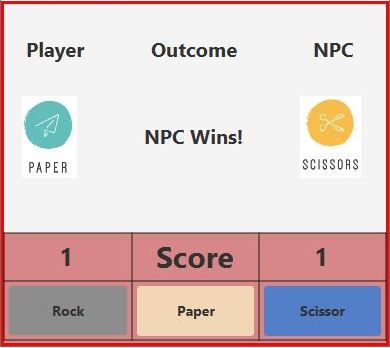 Player Outcome NPC
NPC Wins!
PAPER SCISSORS
1 Score 1
Rock Paper Scissor